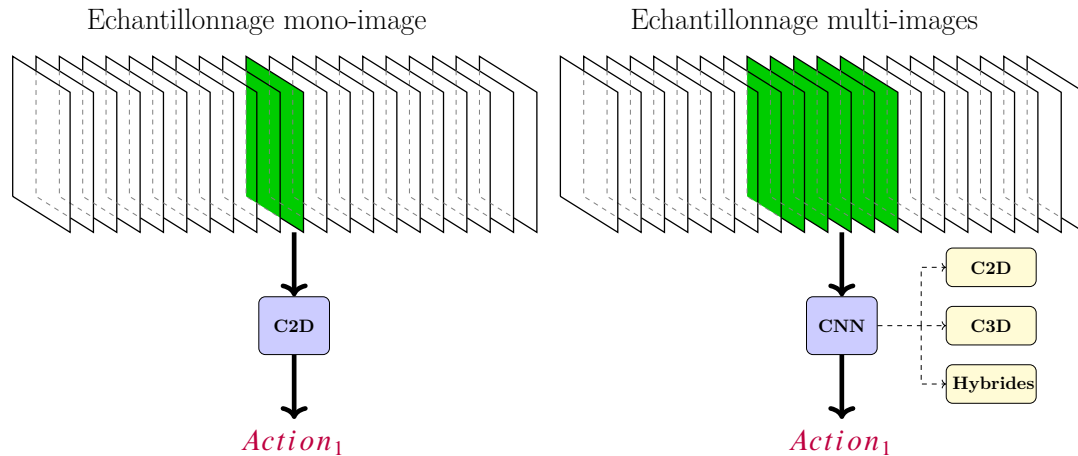 Echantillonnage mono-image
Echantillonnage multi-images
C2D
CNN
C2D
C3D
Hybrides
Action1
Action1